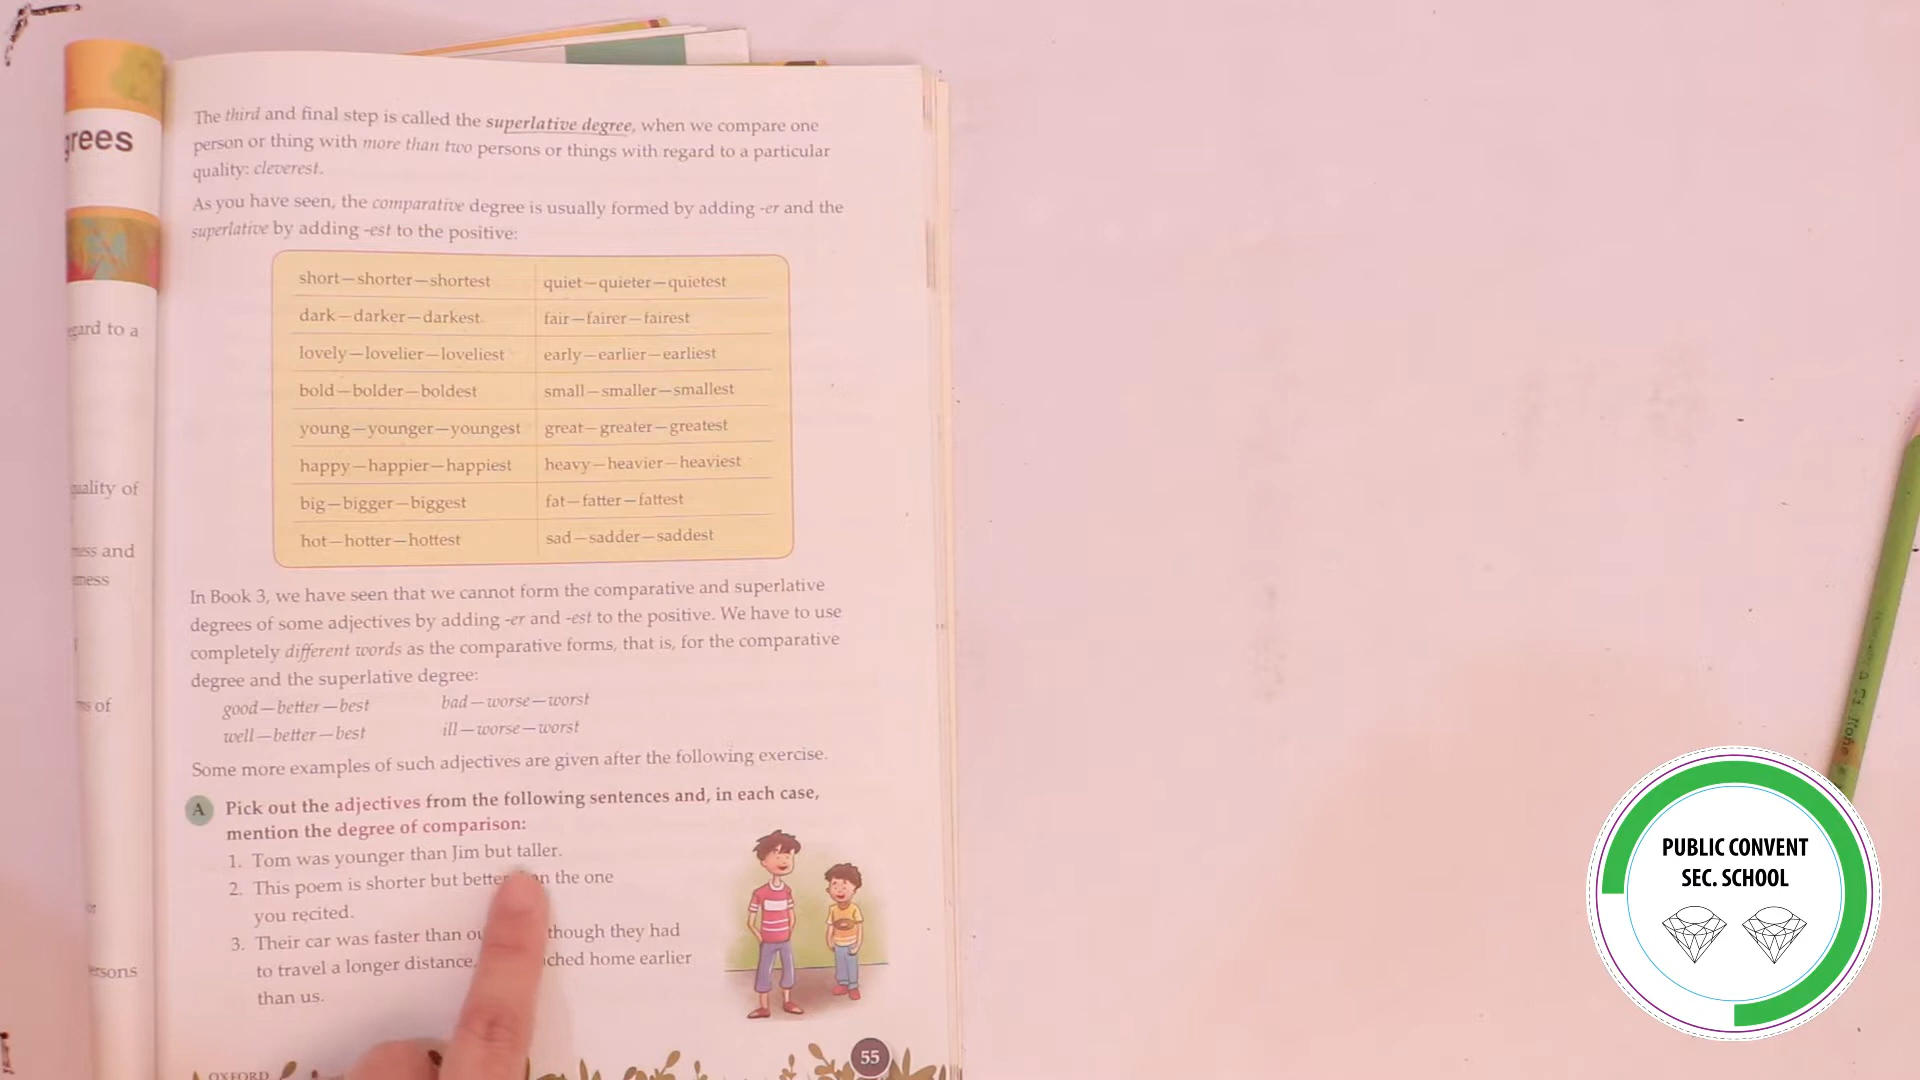 grees
gard to a
uality of
ness and
mess
ns of
or
ersons
The third and final step is called the superlative degree, when we compare one
person or thing with more than two persons or things with regard to a particular
quality: cleverest.
As you have seen, the comparative degree is usually formed by adding -er and the
superlative by adding -est to the positive:
short—shorter—shortest quiet—quieter—quietest
dark—darker—darkest fair—fairer—fairest
lovely—lovelier—loveliest early—earlier—earliest
bold—bolder—boldest small—smaller—smallest
young—younger—youngest great—greater—greatest
happy—happier—happiest heavy—heavier—heaviest
big—bigger—biggest fat—fatter—fattest
hot—hotter—hottest sad—sadder—saddest
In Book 3, we have seen that we cannot form the comparative and superlative
degrees of some adjectives by adding -er and -est to the positive. We have to use
completely different words as the comparative forms, that is, for the comparative
degree and the superlative degree:
good—better—best bad—worse—worst
well—better—best ill—worse—worst
Some more examples of such adjectives are given after the following exercise.
A Pick out the adjectives from the following sentences and, in each case,
mention the degree of comparison:
1. Tom was younger than Jim but taller.
2. This poem is shorter but better the one
you recited.
3. Their car was faster than though they had
to travel a longer distance, home earlier
than us.
OXFORD
55
PUBLIC CONVENT
SEC. SCHOOL